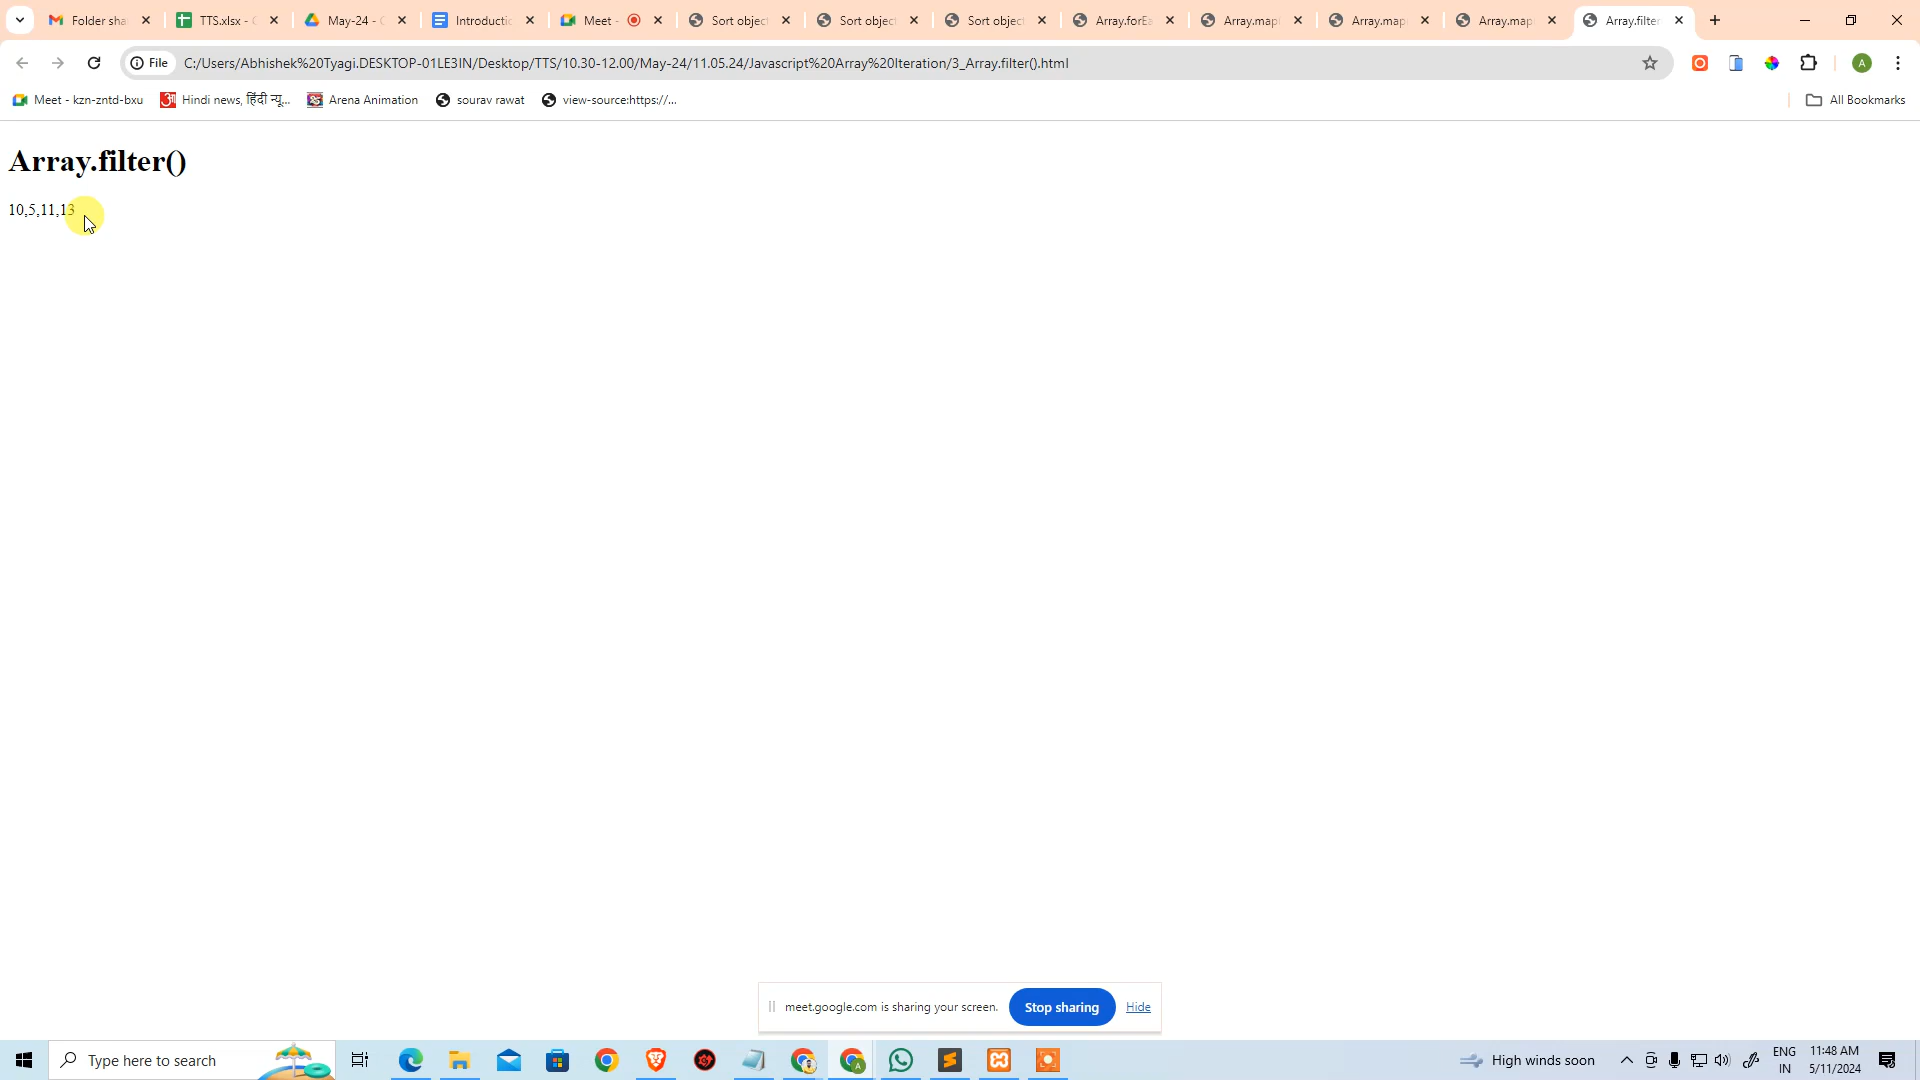 Folder sha
TTS.xlsx -
May-24 -
Introductic
Meet -
Sort object
Sort object
Sort object
Array.forEa
Array.map
Array.map
Array.map
Array.filter
File
C:/Users/Abhishek%20Tyagi.DESKTOP-01LE3IN/Desktop/TTS/10.30-12.00/May-24/11.05.24/Javascript%20Array%20Iteration/3_Array.filter().html
A
Meet - kzn-zntd-bxu
Hindi news, हिंदी न्यू...
Arena Animation
sourav rawat
view-source:https://...
All Bookmarks
Array.filter()
10,5,11,13
meet.google.com is sharing your screen.
Stop sharing
Hide
Type here to search
High winds soon
ENG
IN
11:48 AM
5/11/2024